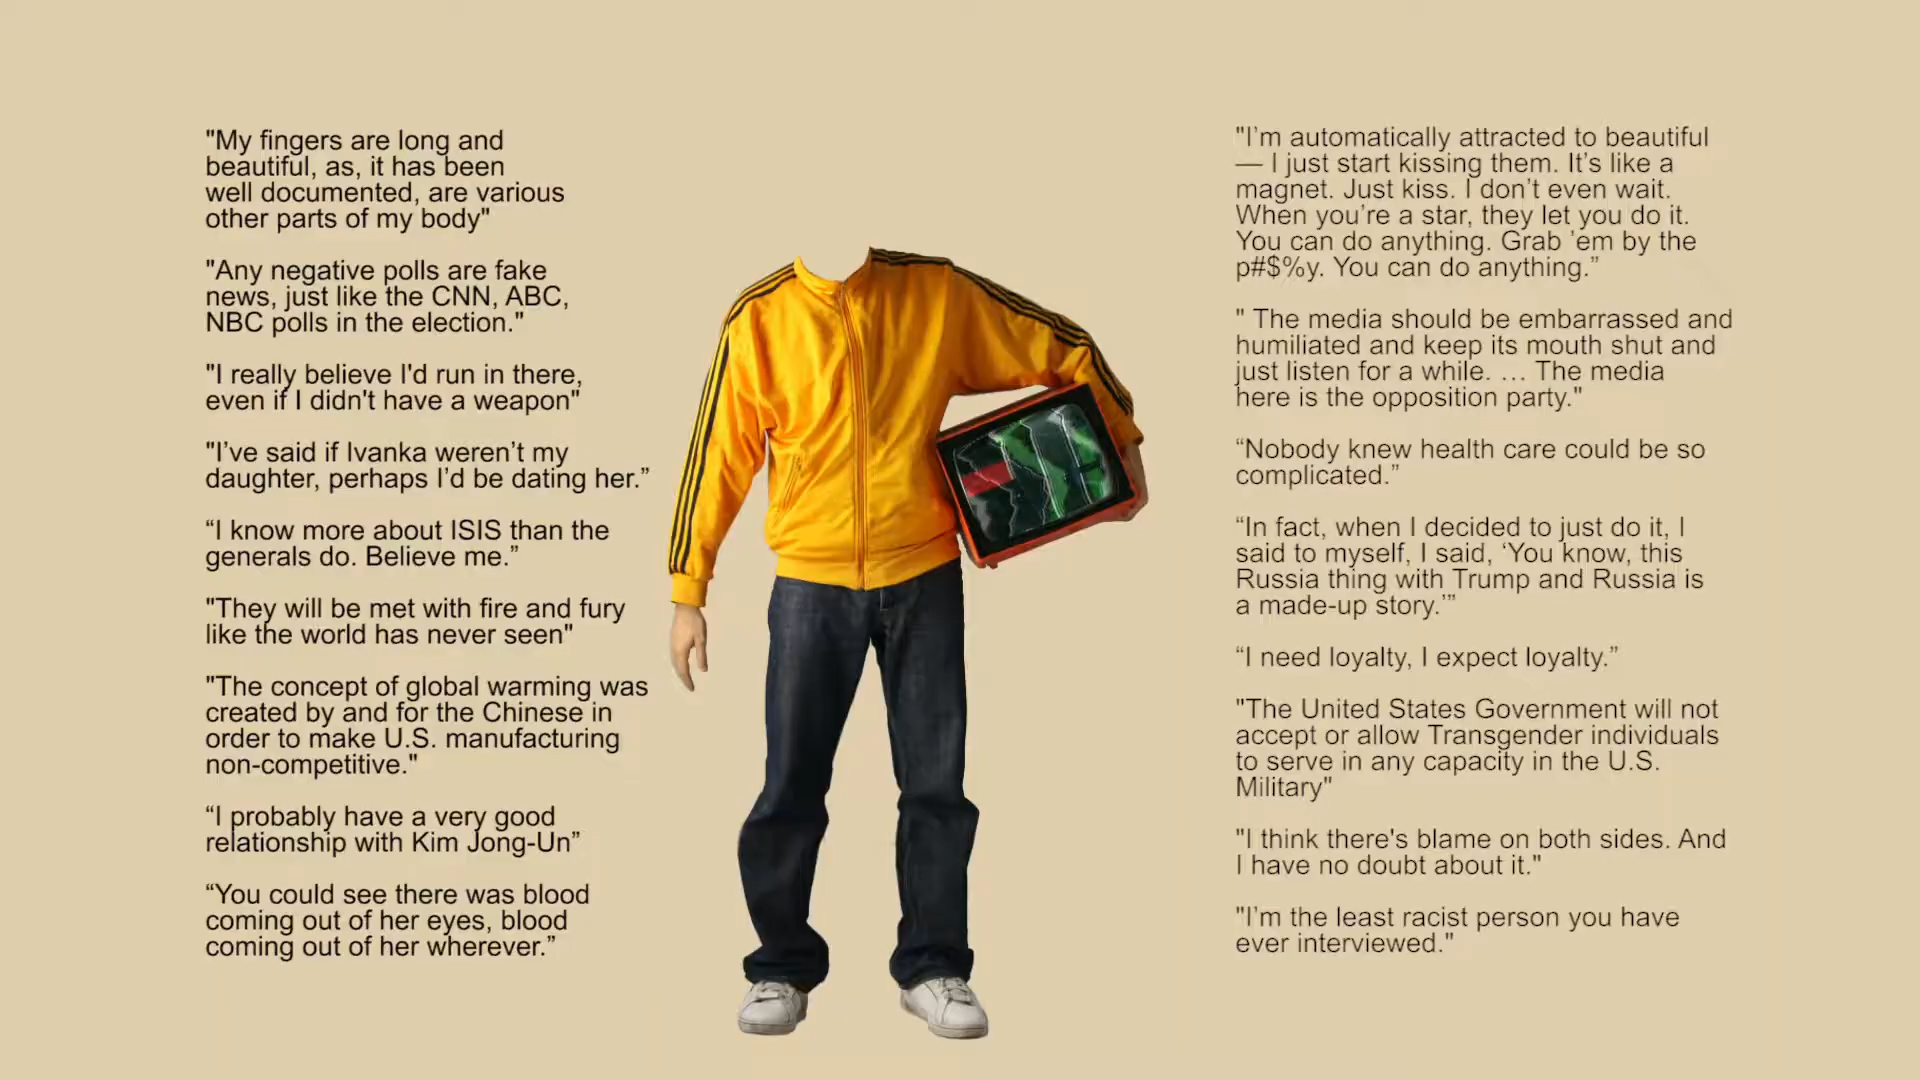 "My fingers are long and
beautiful, as, it has been
well documented, are various
other parts of my body"
"Any negative polls are fake
news, just like the CNN, ABC,
NBC polls in the election."
"I really believe I'd run in there,
even if I didn't have a weapon"
"I’ve said if Ivanka weren’t my
daughter, perhaps I’d be dating her.”
“I know more about ISIS than the
generals do. Believe me.”
"They will be met with fire and fury
like the world has never seen"
"The concept of global warming was
created by and for the Chinese in
order to make U.S. manufacturing
non-competitive."
“I probably have a very good
relationship with Kim Jong-Un”
“You could see there was blood
coming out of her eyes, blood
coming out of her wherever.”
"I’m automatically attracted to beautiful
— I just start kissing them. It’s like a
magnet. Just kiss. I don’t even wait.
When you’re a star, they let you do it.
You can do anything. Grab ’em by the
p#$%y. You can do anything.”
" The media should be embarrassed and
humiliated and keep its mouth shut and
just listen for a while. … The media
here is the opposition party."
“Nobody knew health care could be so
complicated.”
“In fact, when I decided to just do it, I
said to myself, I said, ‘You know, this
Russia thing with Trump and Russia is
a made-up story.’”
“I need loyalty, I expect loyalty.”
"The United States Government will not
accept or allow Transgender individuals
to serve in any capacity in the U.S.
Military"
"I think there's blame on both sides. And
I have no doubt about it."
"I’m the least racist person you have
ever interviewed."